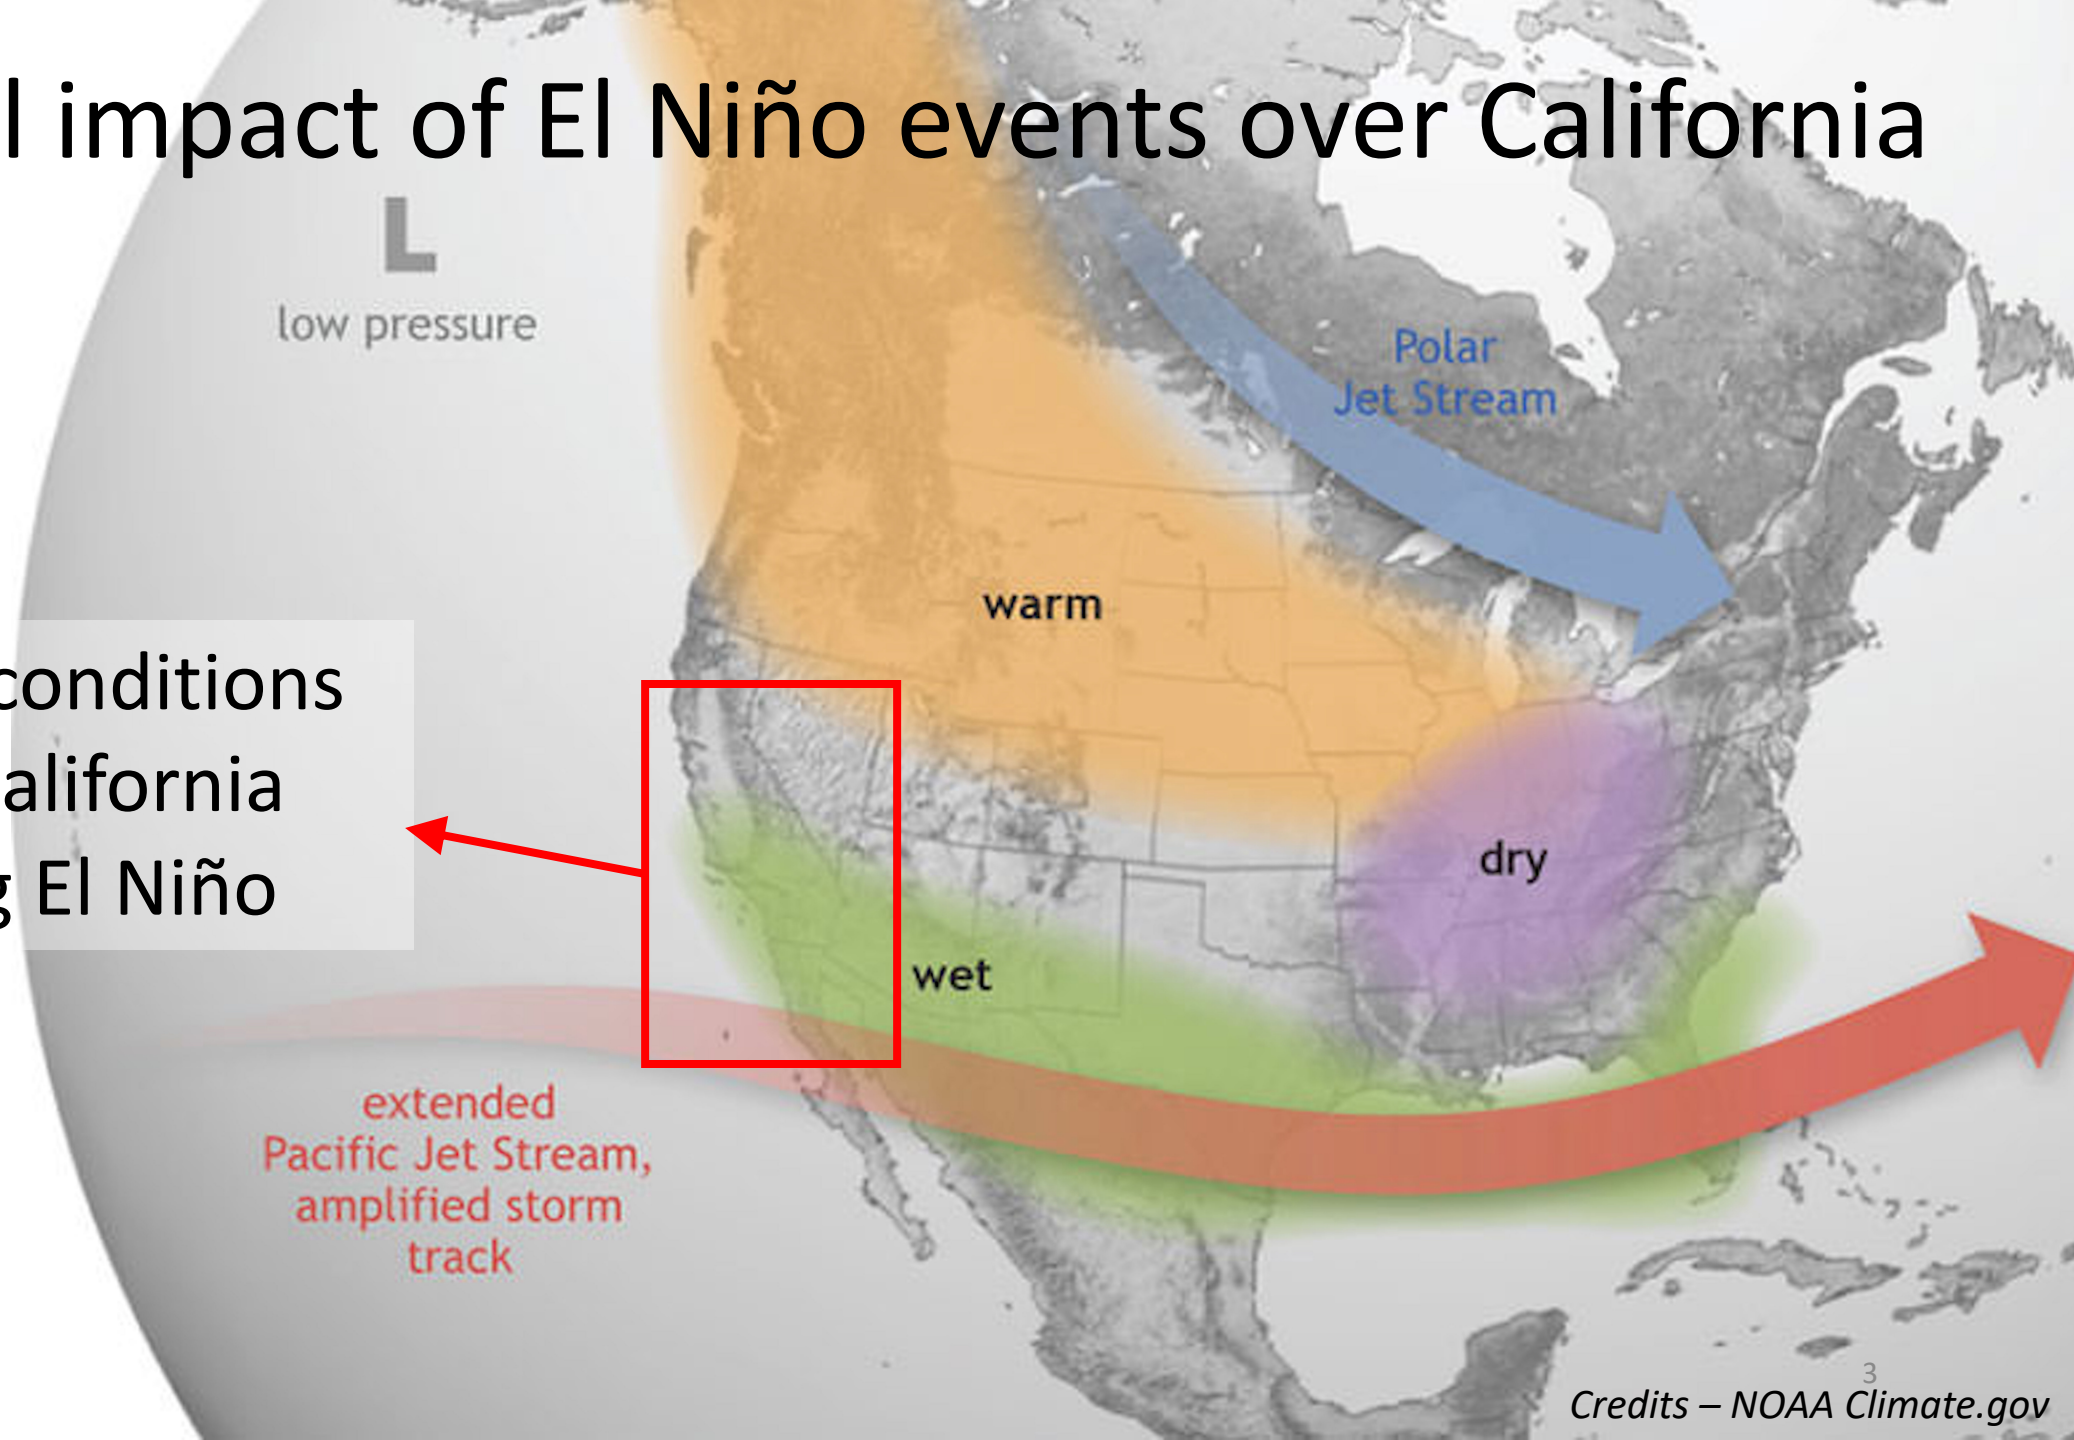 l impact of El Niño events over California
L
low pressure
Polar
Jet Stream
warm
conditions
alifornia
g El Niño
dry
wet
extended
Pacific Jet Stream,
amplified storm
track
3
Credits – NOAA Climate.gov